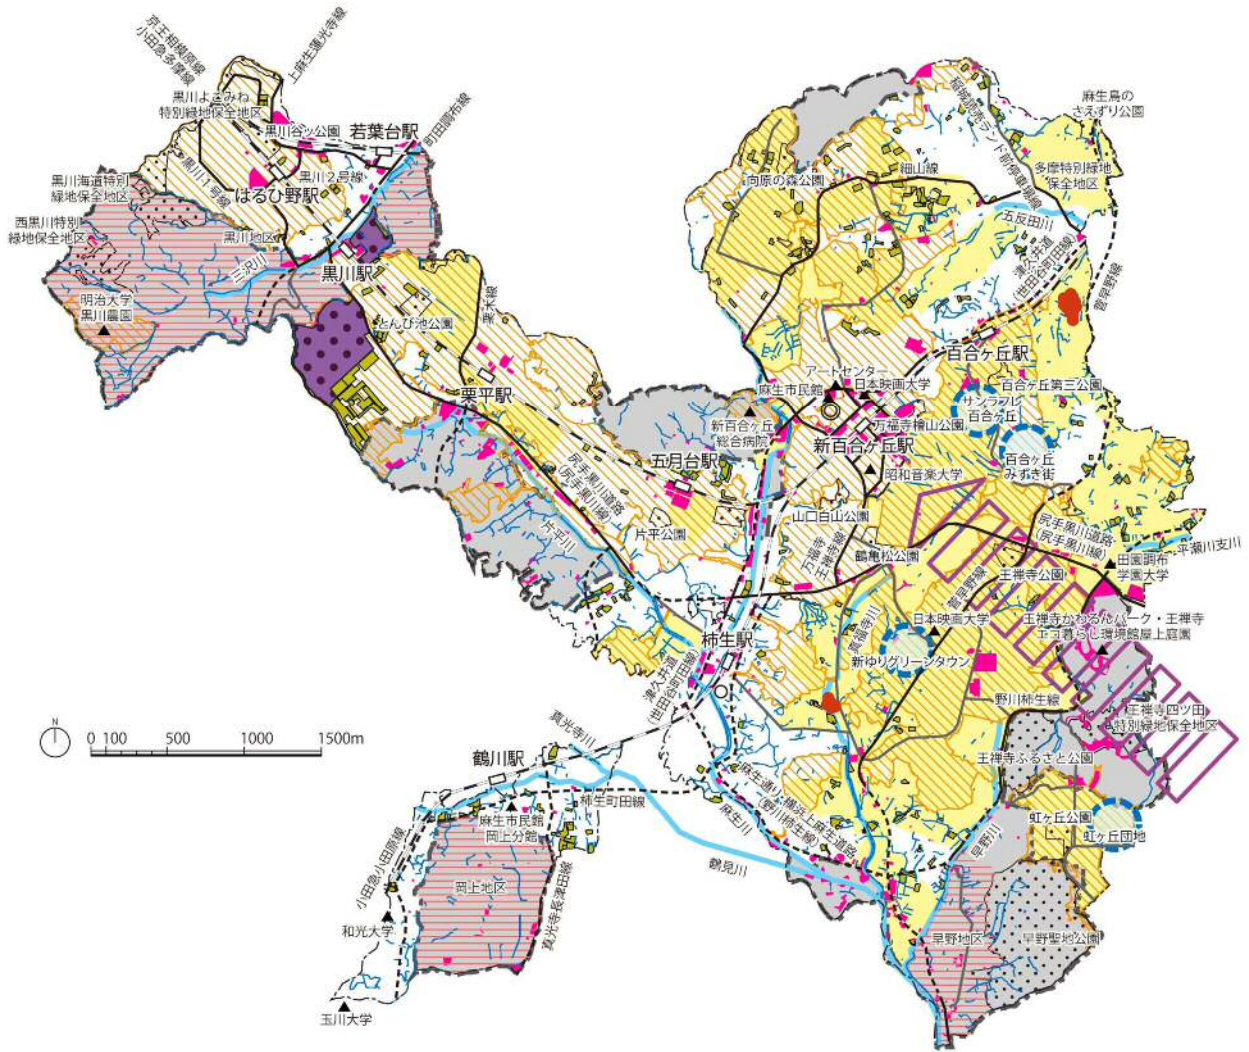 京王相模原線
小田急多摩線
上麻生蓮光寺線
黒川よこみね
特別緑地保全地区
黒川谷ッ公園
若葉台駅
町田調布線
黒川海道特別
緑地保全地区
黒川1号線
黒川2号線
はるひ野駅
西黒川特別
緑地保全地区
黒川地区
三沢川
黒川駅
明治大学
黒川農園
とんび池公園
栗木線
栗平駅
稲城読売ランド前停車場線
麻生鳥の
さえずり公園
細山線
向原の森公園
多摩特別緑地
保全地区
五反田川
津久井道
(世田谷町田線)
菅早野線
百合ヶ丘駅
アートセンター
麻生市民館
日本映画大学
百合ヶ丘第三公園
サンラフレ
百合ヶ丘
新百合ヶ丘
総合病院
万福寺檜山公園
新百合ヶ丘駅
百合ヶ丘
みずき街
五月台駅
昭和音楽大学
尻手黒川道路
(尻手黒川線)
山口白山公園
片平川
片平公園
万福寺
王禅寺線
鶴亀松公園
尻手黒川道路
(尻手黒川線)
平瀬川支川
田園調布
学園大学
王禅寺公園
菅早野線
日本映画大学
真福寺川
王禅寺かわるんパーク・王禅寺
エコ暮らし環境館屋上庭園
柿生駅
新ゆりグリーンタウン
津久井道
(世田谷町田線)
野川柿生線
王禅寺四ツ田
特別緑地保全地区
N
0 100 500 1000 1500m
真光寺川
鶴川駅
王禅寺ふるさと公園
麻生通り・横浜上麻生道路
(野川柿生線)
柿生町田線
麻生市民館
岡上分館
麻生川
虹ヶ丘公園
虹ヶ丘団地
小田急小田原線
早野川
鶴見川
岡上地区
真光寺長津田線
和光大学
早野地区
早野聖地公園
玉川大学